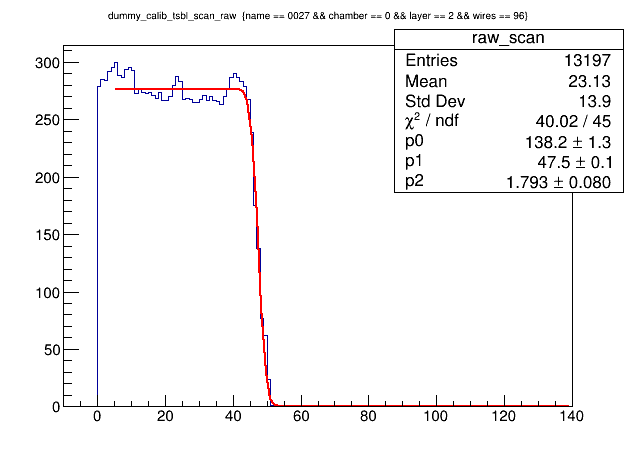 dummy_calib_tsbl_scan_raw {name == 0027 && chamber == 0 && layer == 2 && wires == 96}
raw_scan
Entries 13197
Mean 23.13
Std Dev 13.9
χ² / ndf 40.02 / 45
p0 138.2 ± 1.3
p1 47.5 ± 0.1
p2 1.793 ± 0.080
300
250
200
150
100
50
0
0 20 40 60 80 100 120 140